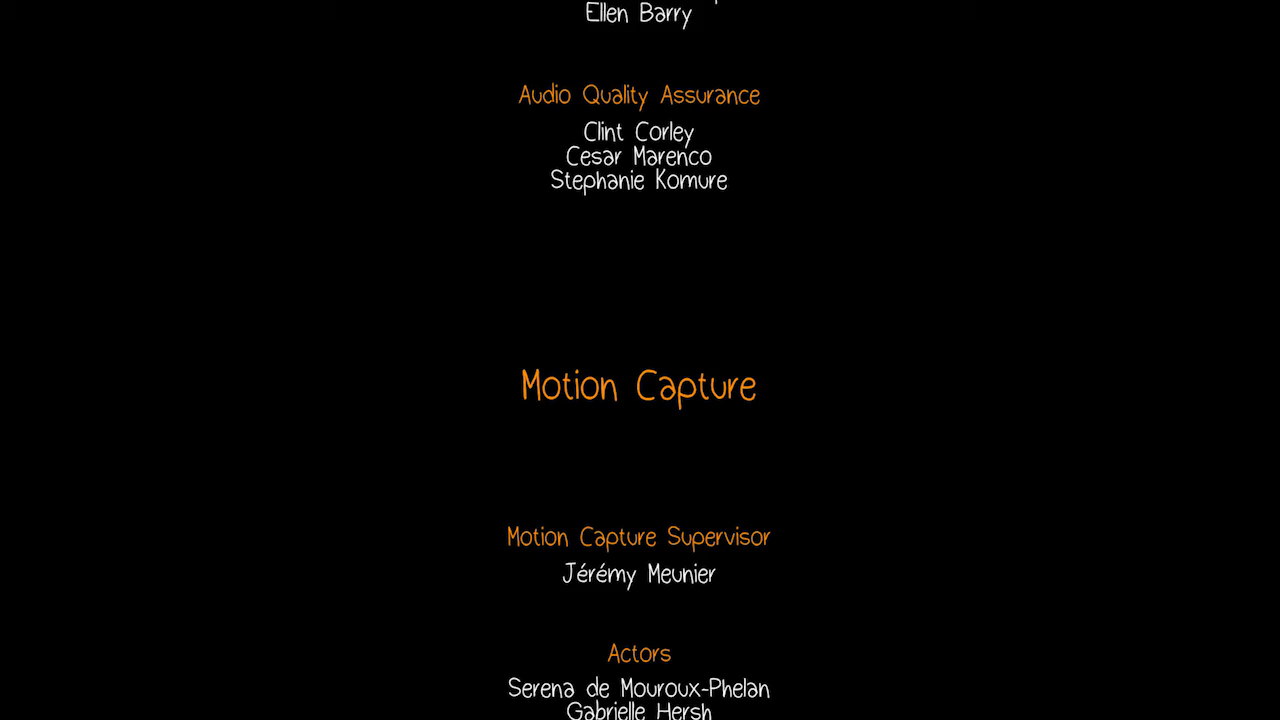 Ellen Barry
Audio Quality Assurance
Clint Corley
Cesar Marenco
Stephanie Komure
Motion Capture
Motion Capture Supervisor
Jérémy Meunier
Actors
Serena de Mouroux-Phelan
Gabrielle Hersh